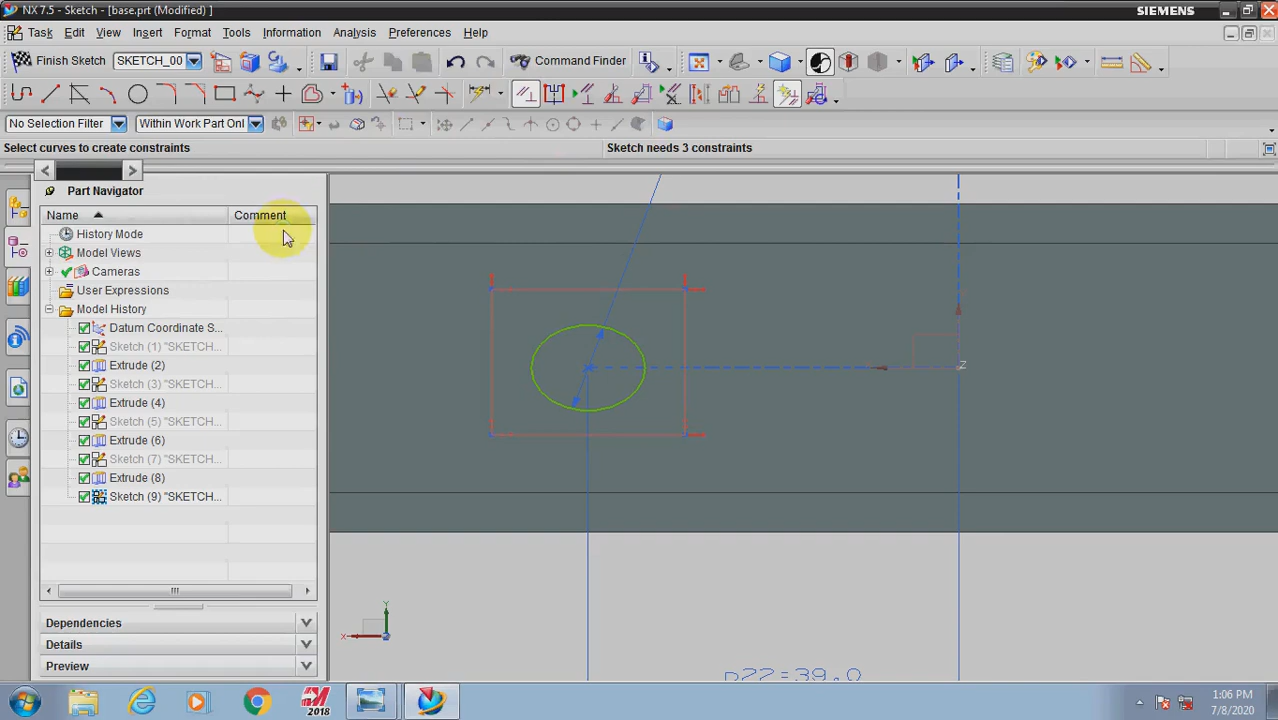 NX 7.5 - Sketch - [base.prt (Modified) ]
SIEMENS
Task Edit View Insert Format Tools Information Analysis Preferences Help
Finish Sketch SKETCH_00 Command Finder
No Selection Filter Within Work Part Onl
Select curves to create constraints Sketch needs 3 constraints
Part Navigator
Name Comment
History Mode
Model Views
Cameras
User Expressions
Model History
Datum Coordinate S...
Sketch (1) "SKETCH...
Extrude (2)
Sketch (3) "SKETCH...
Extrude (4)
Sketch (5) "SKETCH...
Extrude (6)
Sketch (7) "SKETCH...
Extrude (8)
Sketch (9) "SKETCH...
Z
Y
X
Dependencies
Details
Preview
2018
1:06 PM
7/8/2020